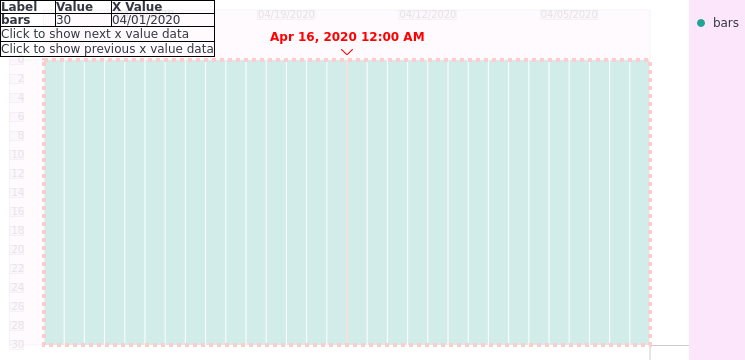 Label Value X Value
bars 30 04/01/2020
Click to show next x value data
Click to show previous x value data
04/19/2020 04/12/2020 04/05/2020
Apr 16, 2020 12:00 AM
bars
0
2
4
6
8
10
12
14
16
18
20
22
24
26
28
30